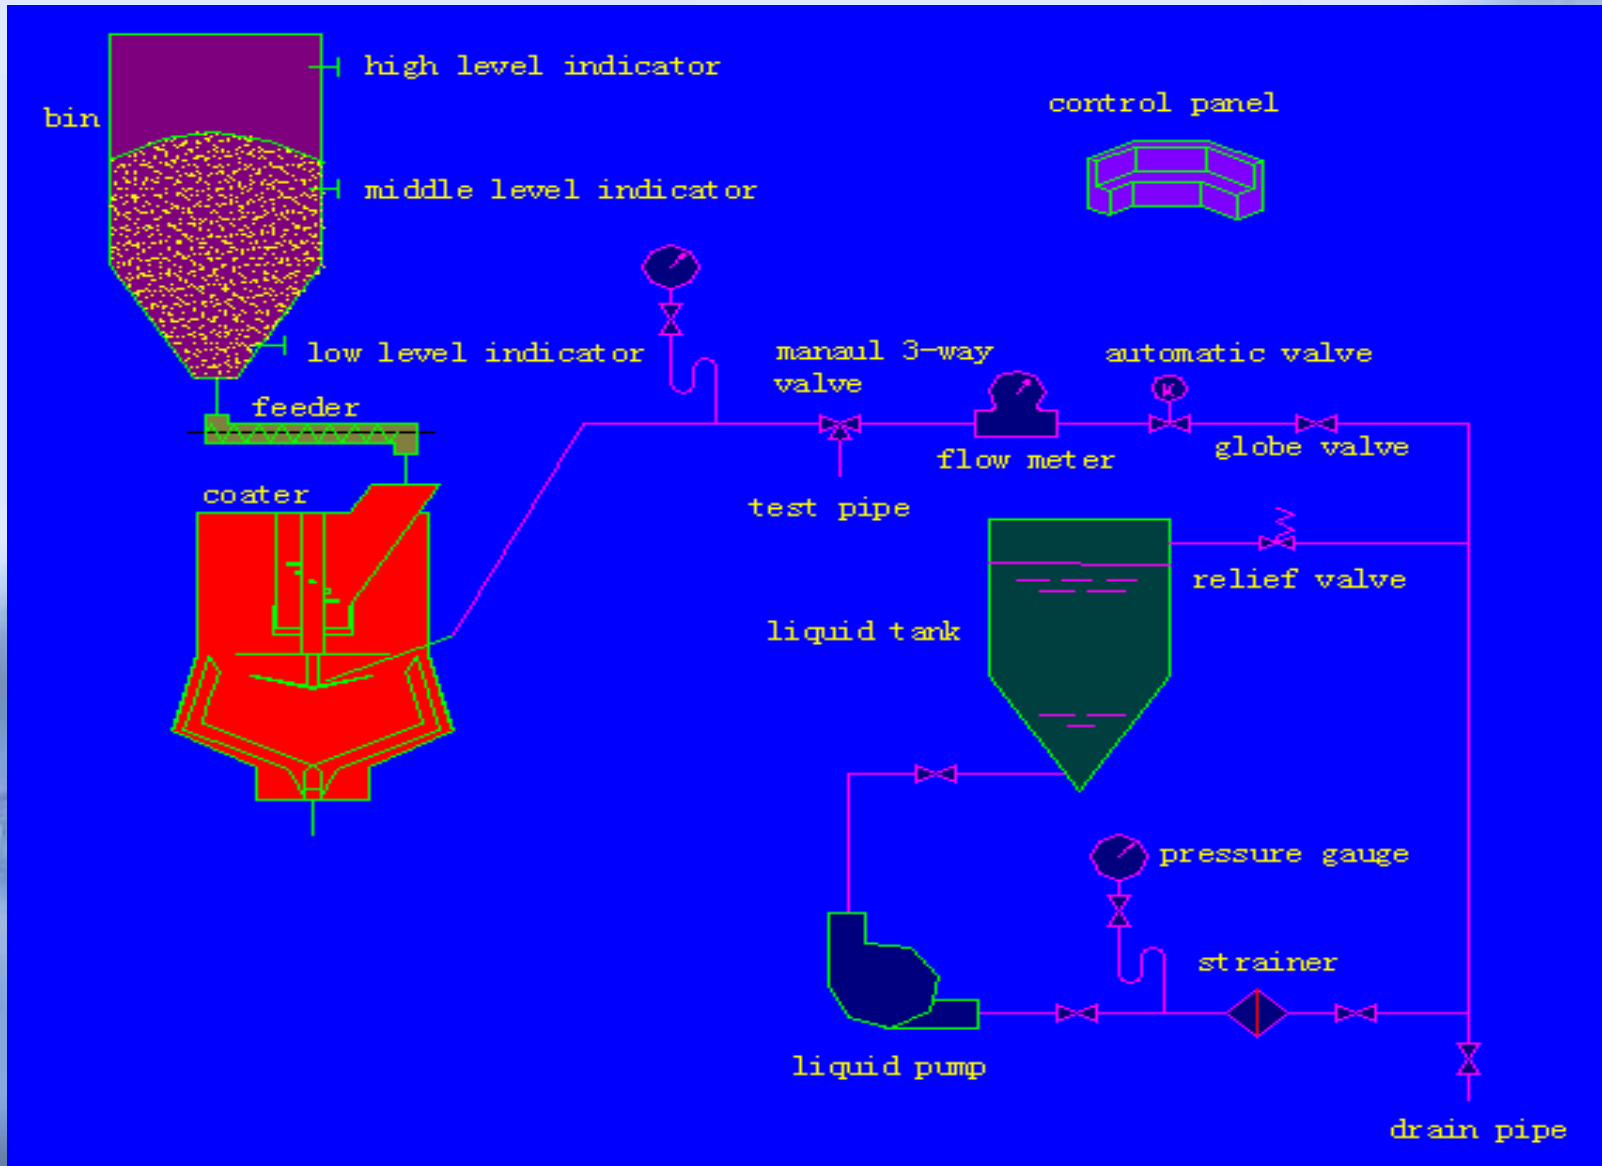 high level indicator
control panel
bin
middle level indicator
low level indicator
manaul 3-way
valve
automatic valve
feeder
globe valve
flow meter
coater
test pipe
relief valve
liquid tank
pressure gauge
strainer
liquid pump
drain pipe
K